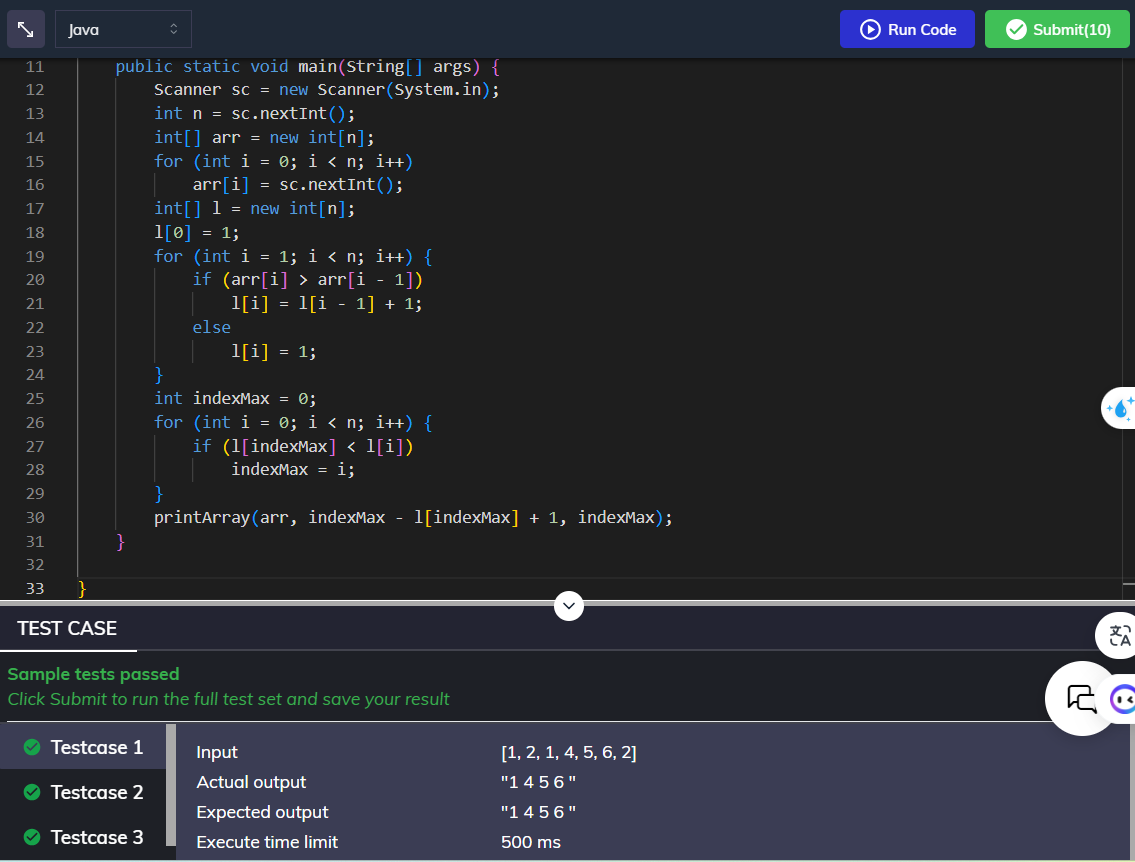 Java
Run Code
Submit(10)
11 public static void main(String[] args) {
12 Scanner sc = new Scanner(System.in);
13 int n = sc.nextInt();
14 int[] arr = new int[n];
15 for (int i = 0; i < n; i++)
16 arr[i] = sc.nextInt();
17 int[] l = new int[n];
18 l[0] = 1;
19 for (int i = 1; i < n; i++) {
20 if (arr[i] > arr[i - 1])
21 l[i] = l[i - 1] + 1;
22 else
23 l[i] = 1;
24 }
25 int indexMax = 0;
26 for (int i = 0; i < n; i++) {
27 if (l[indexMax] < l[i])
28 indexMax = i;
29 }
30 printArray(arr, indexMax - l[indexMax] + 1, indexMax);
31 }
32
33 }
TEST CASE
文A
Sample tests passed
Click Submit to run the full test set and save your result
Testcase 1
Testcase 2
Testcase 3
Input [1, 2, 1, 4, 5, 6, 2]
Actual output "1 4 5 6 "
Expected output "1 4 5 6 "
Execute time limit 500 ms